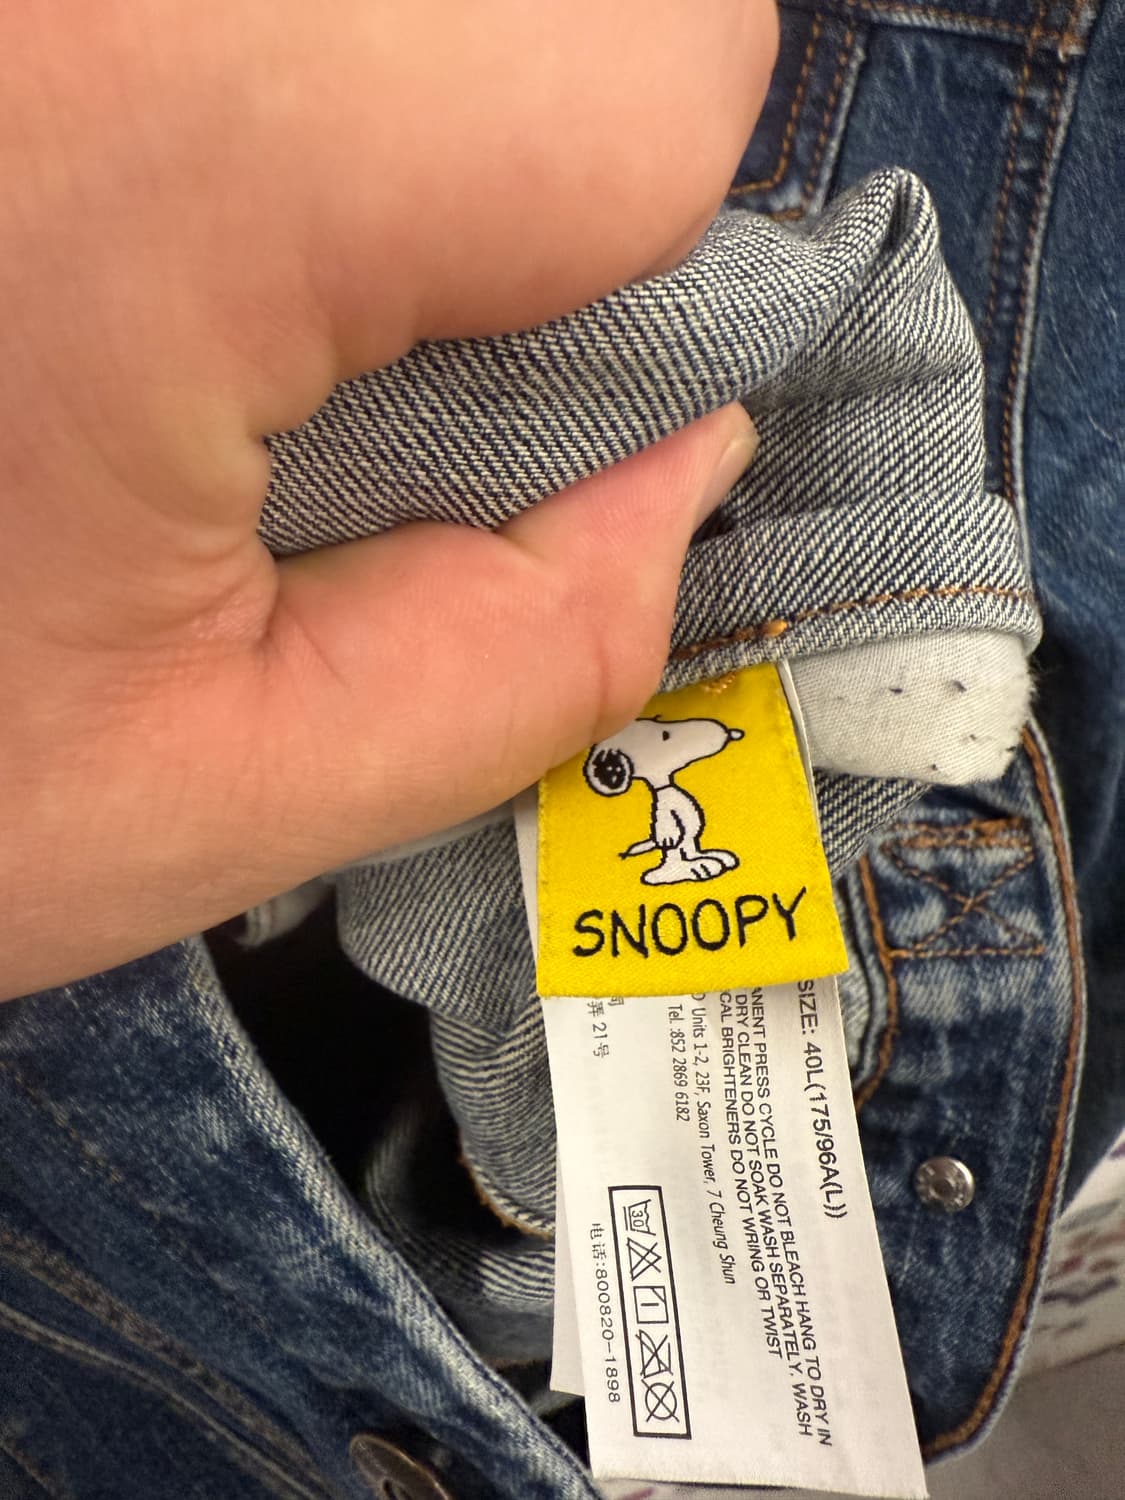 SNOOPY
SIZE: 40L(175/96A(L))
PRESS CYCLE DO NOT BLEACH HANG TO DRY IN
DRY CLEAN DO NOT SOAK WASH SEPARATELY. WASH
BRIGHTENERS DO NOT WRING OR TWIST
Units 1-2, 23F, Saxon Tower, 7 Cheung Shun
Tel :852 2869 6182
30
弄 21号
电话:800820-1898